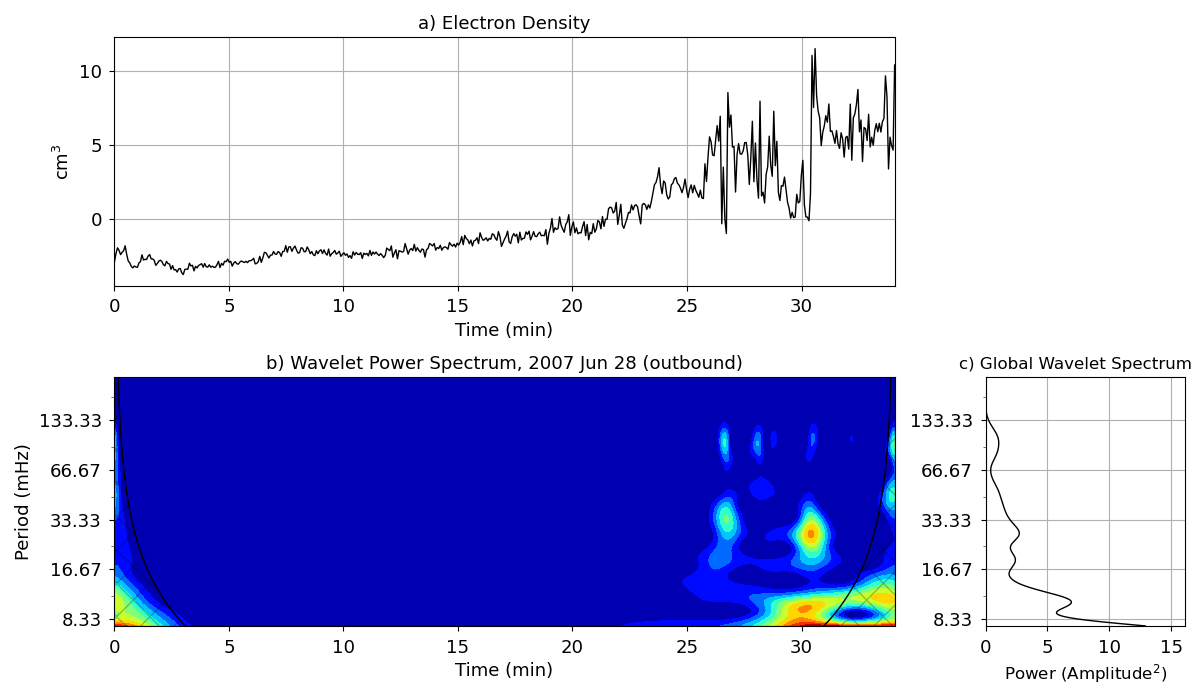 a) Electron Density
cm³
10
5
0
0 5 10 15 20 25 30
Time (min)
b) Wavelet Power Spectrum, 2007 Jun 28 (outbound)
Period (mHz)
133.33
66.67
33.33
16.67
8.33
0 5 10 15 20 25 30
Time (min)
c) Global Wavelet Spectrum
133.33
66.67
33.33
16.67
8.33
0 5 10 15
Power (Amplitude²)